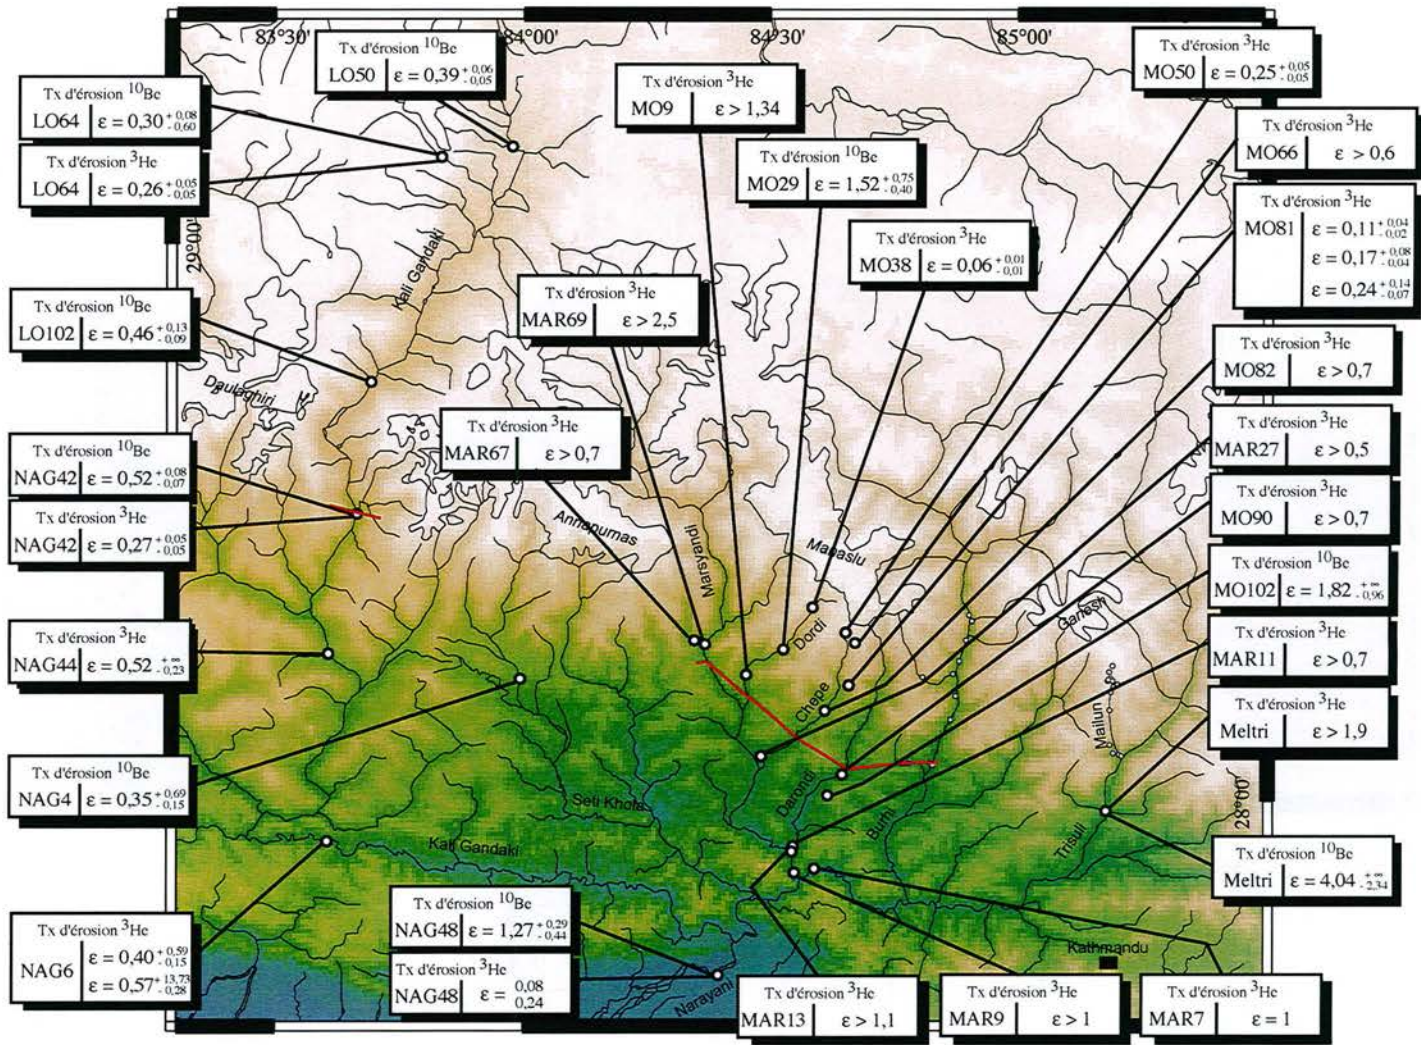 83°30'
84°00'
84°30'
85°00'
29°00'
28°00'
Tx d'érosion ¹⁰Be
LO50 ε = 0,39 +0,06 -0,05
Tx d'érosion ¹⁰Be
LO64 ε = 0,30 +0,08 -0,60
Tx d'érosion ³He
LO64 ε = 0,26 +0,05 -0,05
Tx d'érosion ³He
MO9 ε > 1,34
Tx d'érosion ¹⁰Be
MO29 ε = 1,52 +0,75 -0,40
Tx d'érosion ³He
MO38 ε = 0,06 +0,01 -0,01
Tx d'érosion ³He
MO50 ε = 0,25 +0,05 -0,05
Tx d'érosion ³He
MO66 ε > 0,6
Tx d'érosion ³He
MO81 ε = 0,11 +0,04 -0,02
ε = 0,17 +0,08 -0,04
ε = 0,24 +0,14 -0,07
Tx d'érosion ³He
MAR69 ε > 2,5
Tx d'érosion ¹⁰Be
LO102 ε = 0,46 +0,13 -0,09
Tx d'érosion ³He
MO82 ε > 0,7
Tx d'érosion ³He
MAR67 ε > 0,7
Tx d'érosion ³He
MAR27 ε > 0,5
Tx d'érosion ¹⁰Be
NAG42 ε = 0,52 +0,08 -0,07
Tx d'érosion ³He
NAG42 ε = 0,27 +0,05 -0,05
Tx d'érosion ³He
MO90 ε > 0,7
Tx d'érosion ¹⁰Be
MO102 ε = 1,82 +∞ -0,96
Tx d'érosion ³He
NAG44 ε = 0,52 +∞ -0,23
Tx d'érosion ³He
MAR11 ε > 0,7
Tx d'érosion ³He
Meltri ε > 1,9
Tx d'érosion ¹⁰Be
NAG4 ε = 0,35 +0,69 -0,15
Tx d'érosion ¹⁰Be
Meltri ε = 4,04 +∞ -2,34
Tx d'érosion ³He
NAG6 ε = 0,40 +0,59 -0,15
ε = 0,57 +13,73 -0,28
Tx d'érosion ¹⁰Be
NAG48 ε = 1,27 +0,29 -0,44
Tx d'érosion ³He
NAG48 ε = 0,08 0,24
Tx d'érosion ³He
MAR13 ε > 1,1
Tx d'érosion ³He
MAR9 ε > 1
Tx d'érosion ³He
MAR7 ε = 1
Kali Gandaki
Daulaghiri
Annapurnas
Marsyandi
Manaslu
Dordi
Ganesh
Chepe
Mailun
Darondi
Burhi
Trisuli
Seti Khola
Kali Gandaki
Kathmandu
Narayani